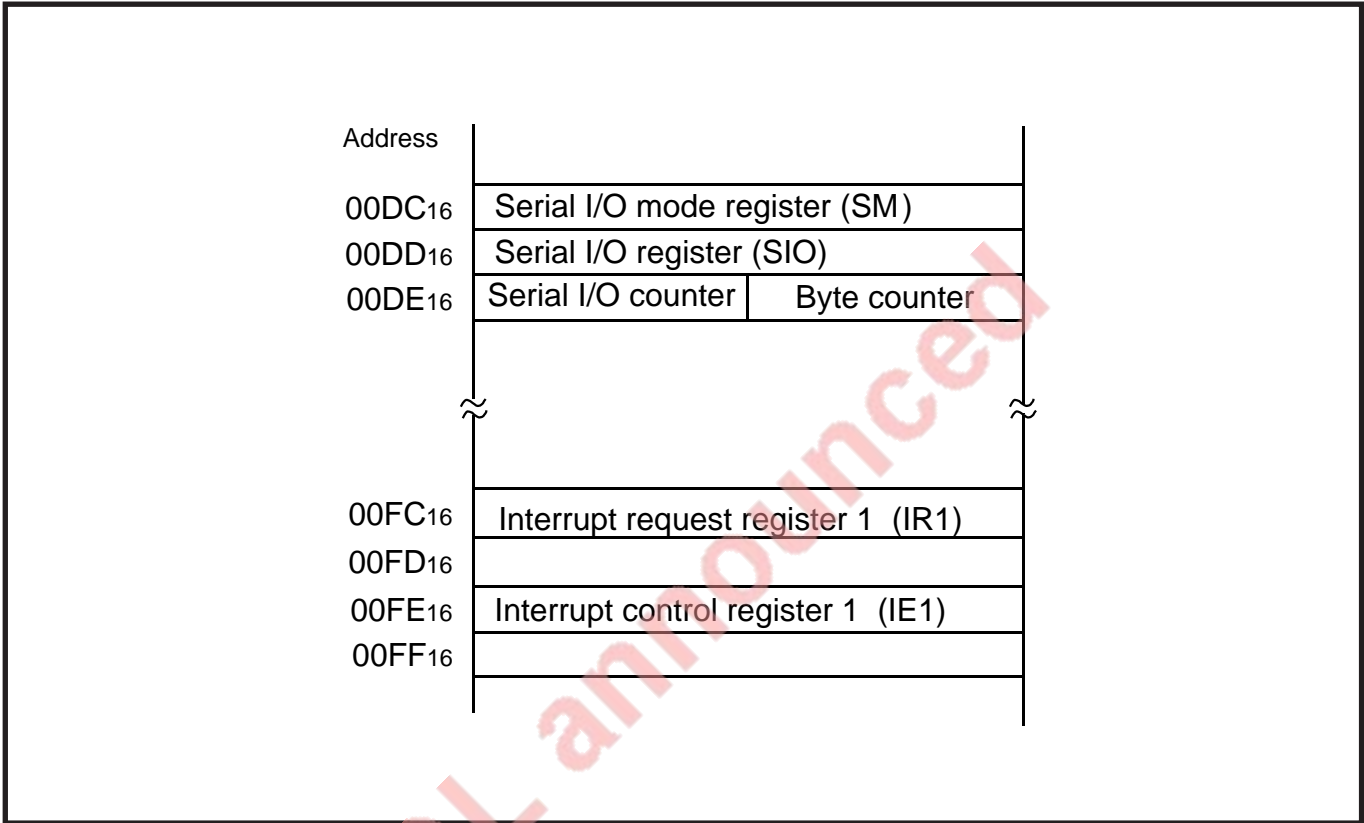 Address
00DC16 Serial I/O mode register (SM)
00DD16 Serial I/O register (SIO)
00DE16 Serial I/O counter Byte counter
00FC16 Interrupt request register 1 (IR1)
00FD16
00FE16 Interrupt control register 1 (IE1)
00FF16
L announced